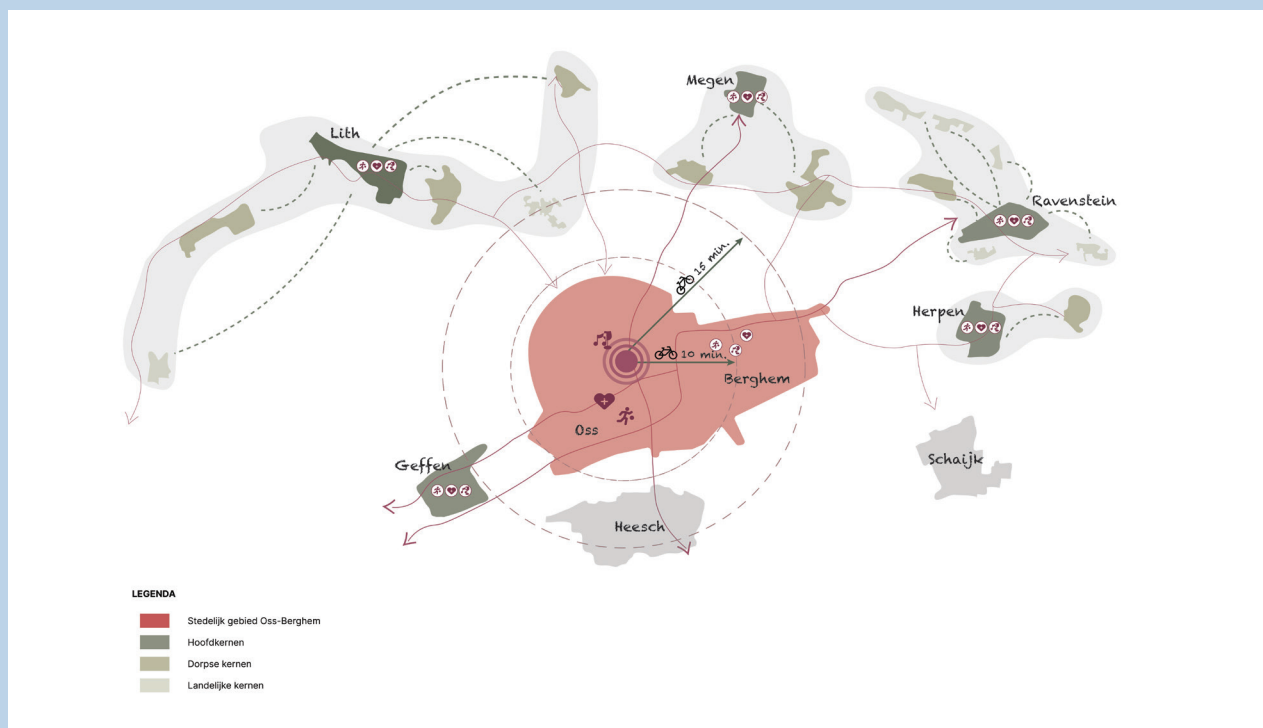 Megen
Lith
Ravenstein
15 min.
Herpen
10 min.
Berghem
Oss
Geffen
Schaijk
Heesch
LEGENDA
Stedelijk gebied Oss-Berghem
Hoofdkernen
Dorpse kernen
Landelijke kernen